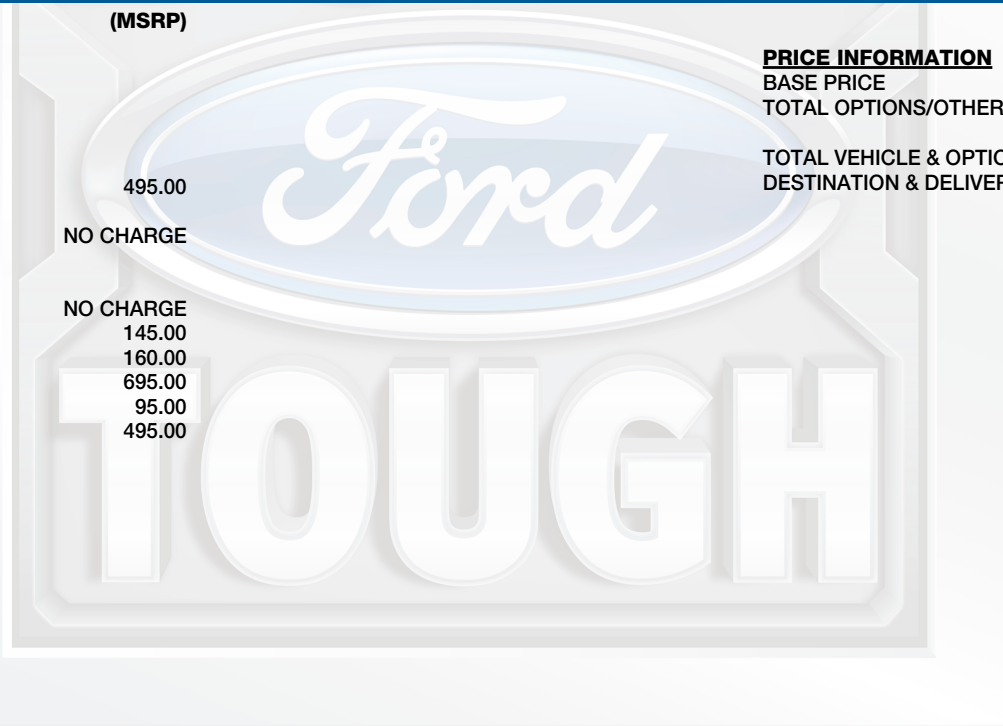 (MSRP)
495.00
NO CHARGE
NO CHARGE
145.00
160.00
695.00
95.00
495.00
PRICE INFORMATION
BASE PRICE
TOTAL OPTIONS/OTHER
TOTAL VEHICLE & OPTIO
DESTINATION & DELIVER
Ford
TOUGH